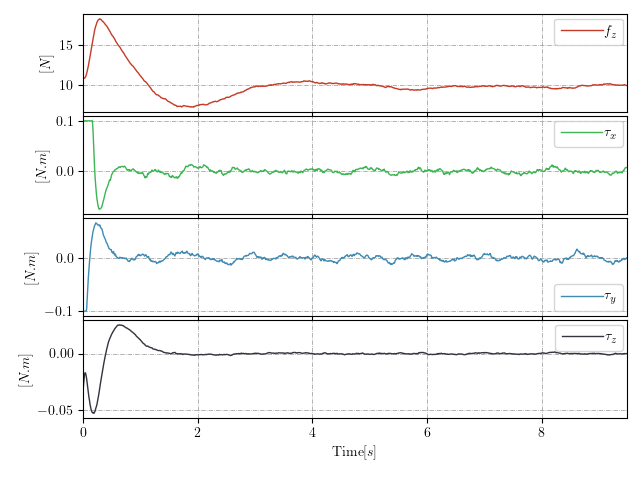 [N]
15
10
f_z
[N.m]
0.1
0.0
τ_x
[N.m]
0.0
−0.1
τ_y
[N.m]
0.00
−0.05
τ_z
0 2 4 6 8
Time[s]